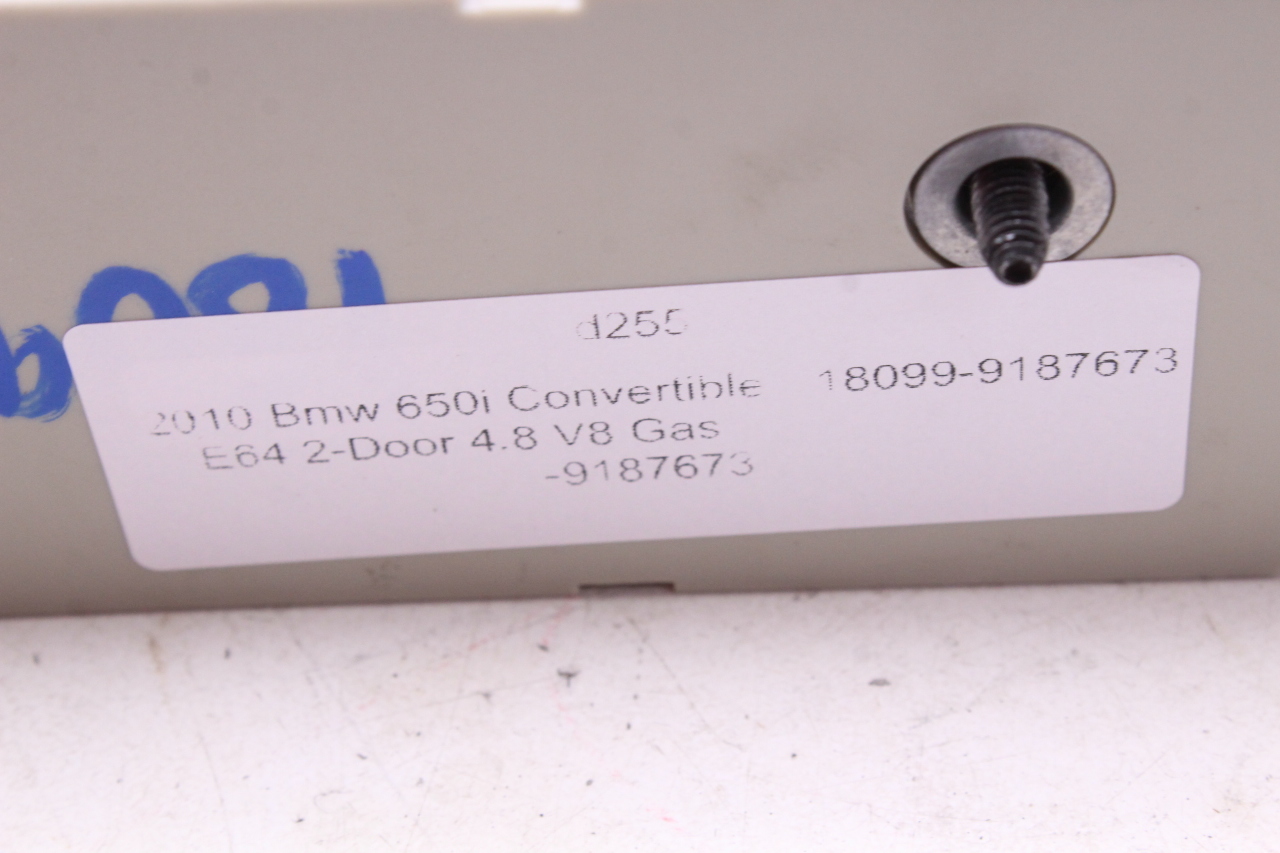 d255
2010 Bmw 650i Convertible 18099-9187673
E64 2-Door 4.8 V8 Gas
-9187673